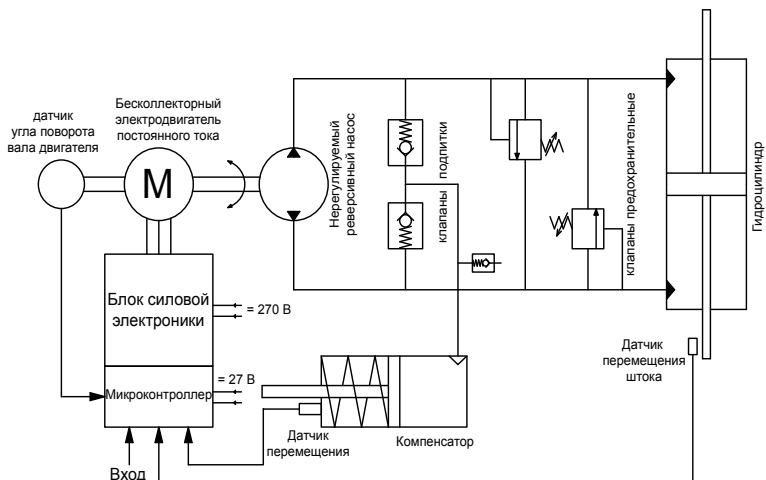 датчик
угла поворота
вала двигателя
Бесколлекторный
электродвигатель
постоянного тока
М
Нерегулируемый
реверсивный насос
клапаны подпитки
клапаны предохранительные
Гидроцилиндр
Блок силовой
электроники
= 270 В
Микроконтроллер
= 27 В
Датчик
перемещения
Компенсатор
Датчик
перемещения
штока
Вход